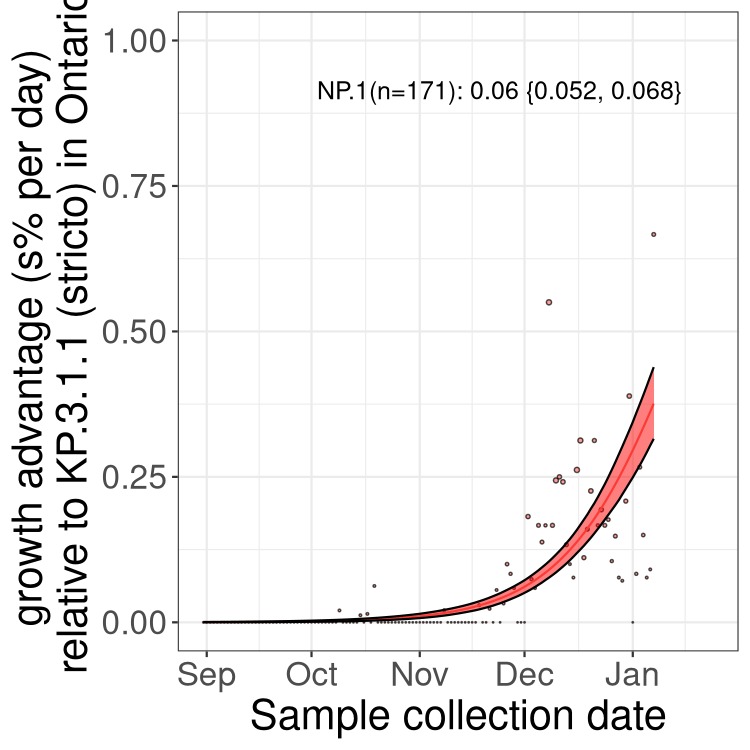 growth advantage (s% per day)
relative to KP.3.1.1 (stricto) in Ontario
1.00
0.75
0.50
0.25
0.00
NP.1(n=171): 0.06 {0.052, 0.068}
Sep Oct Nov Dec Jan
Sample collection date